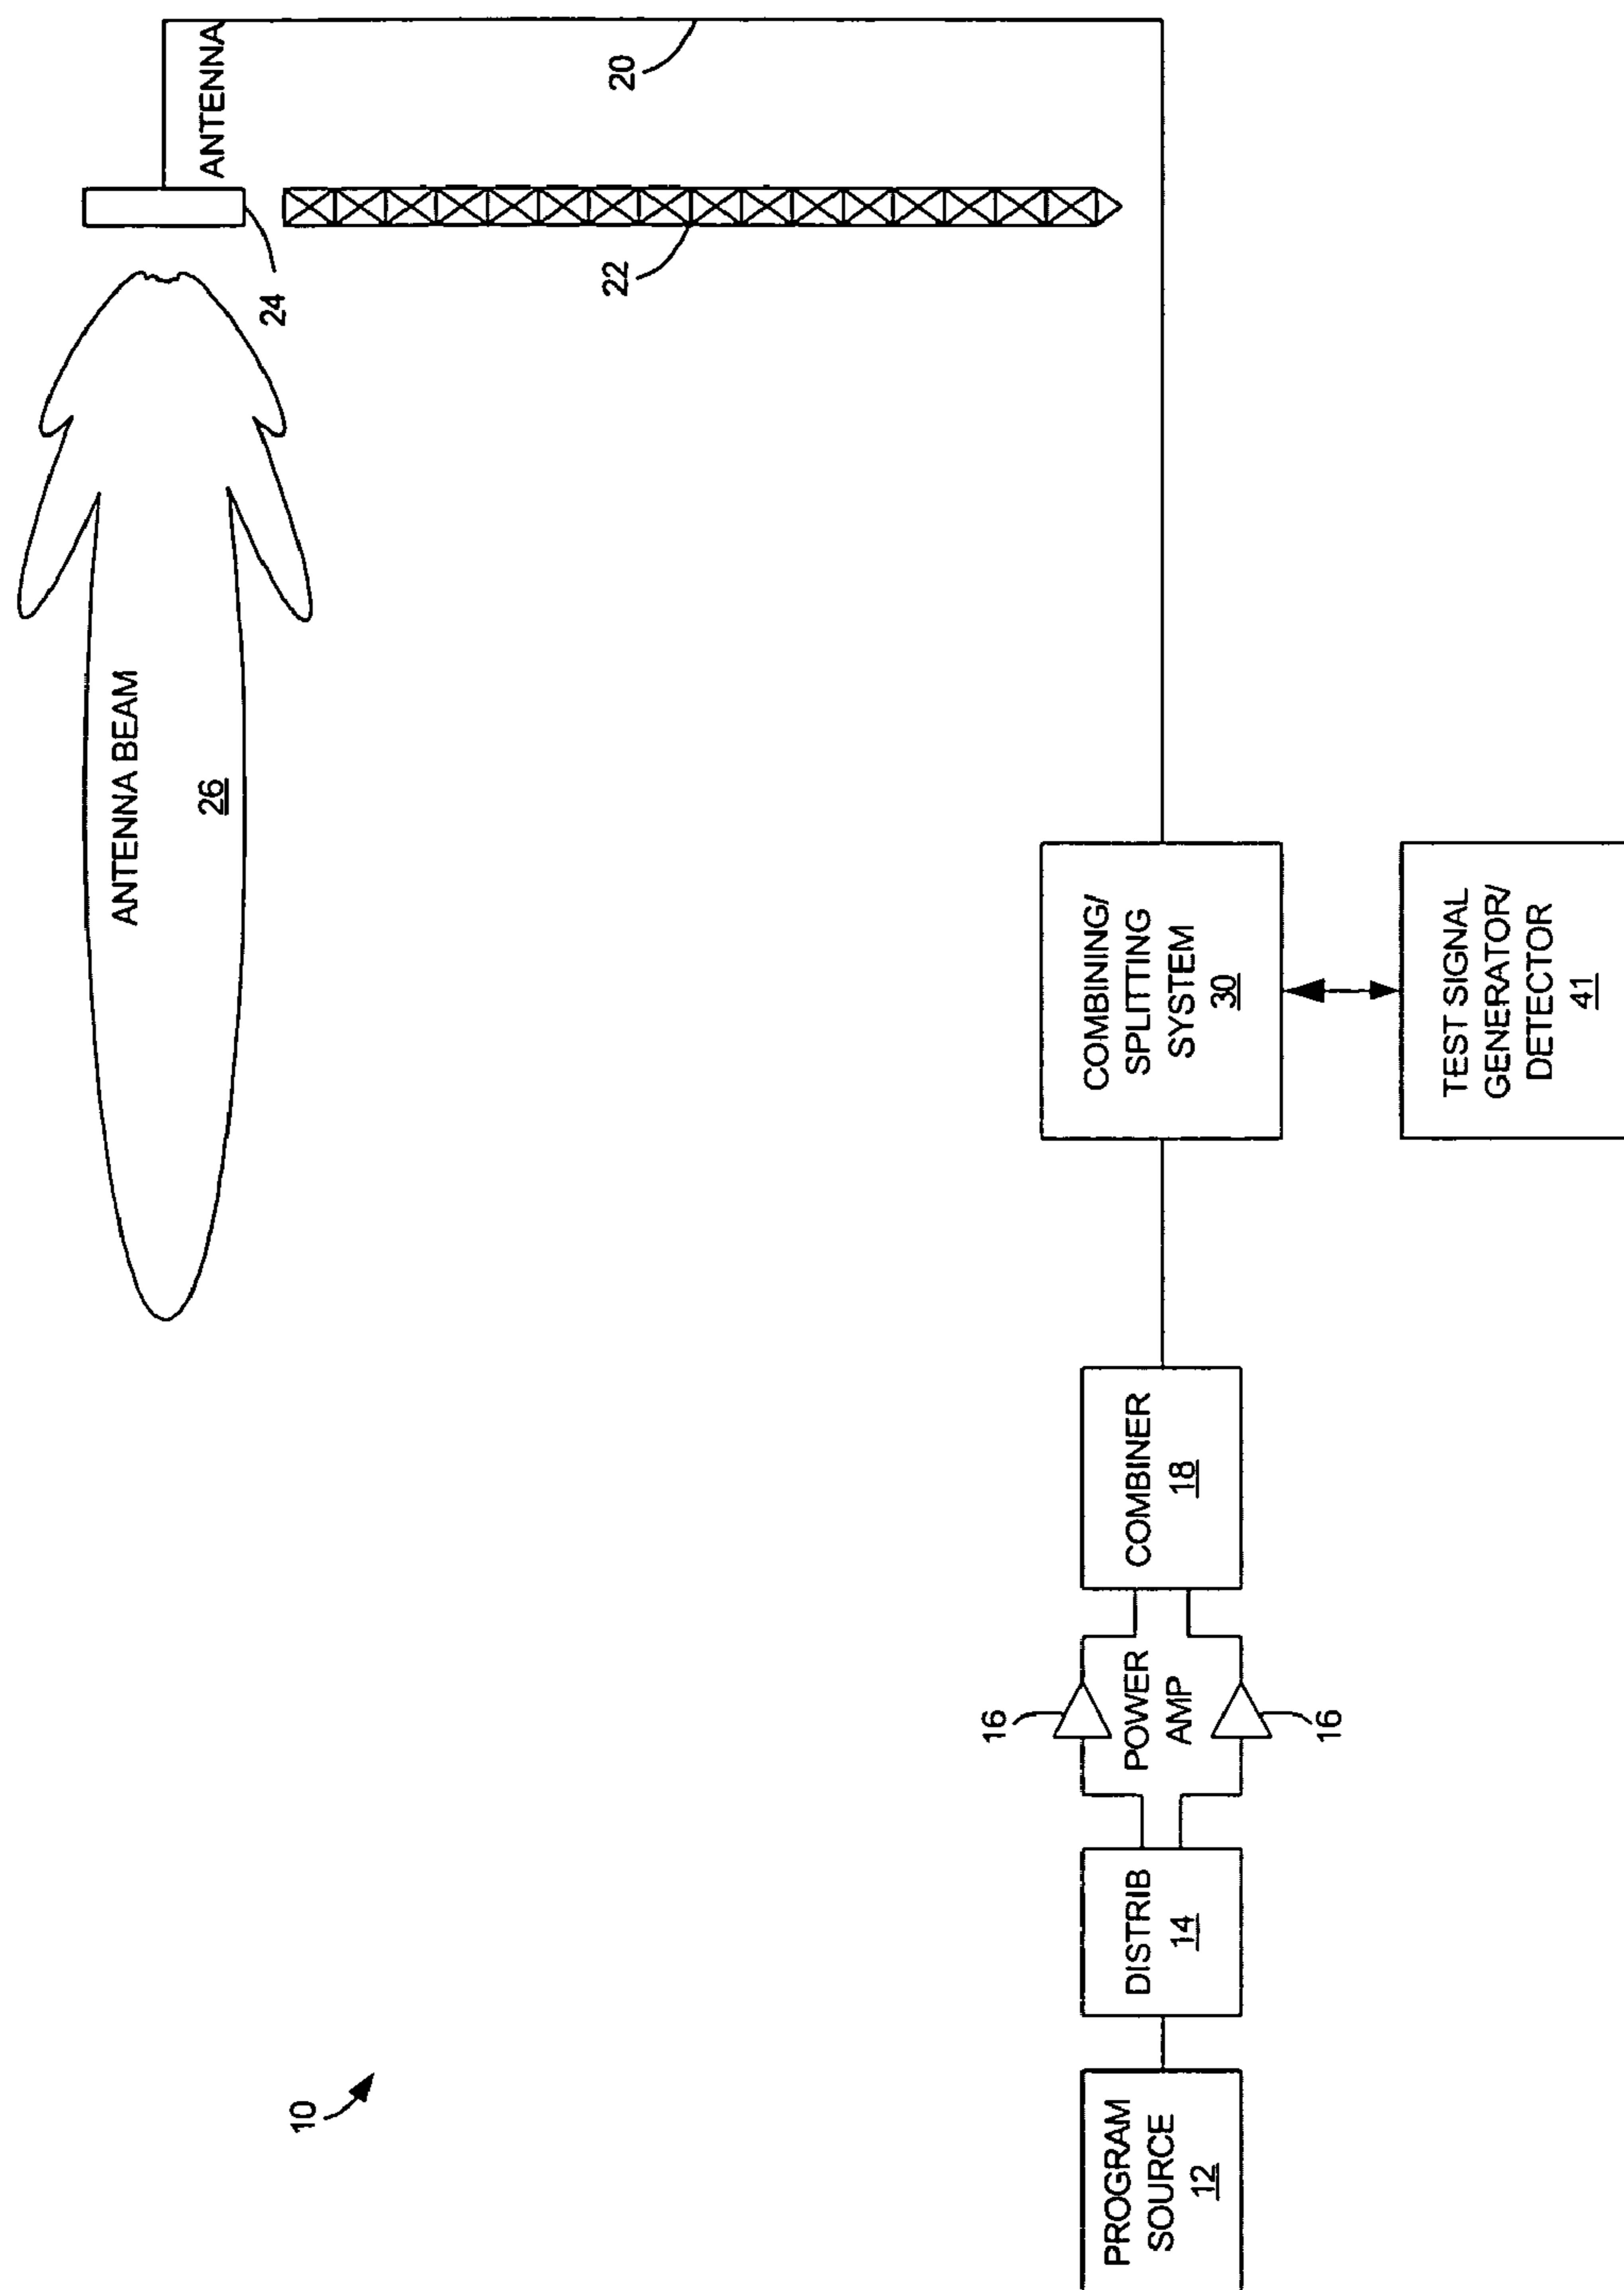 10
ANTENNA BEAM
26
24
ANTENNA
22
20
PROGRAM
SOURCE
12
DISTRIB
14
16
POWER
AMP
16
COMBINER
18
COMBINING/
SPLITTING
SYSTEM
30
TEST SIGNAL
GENERATOR/
DETECTOR
41